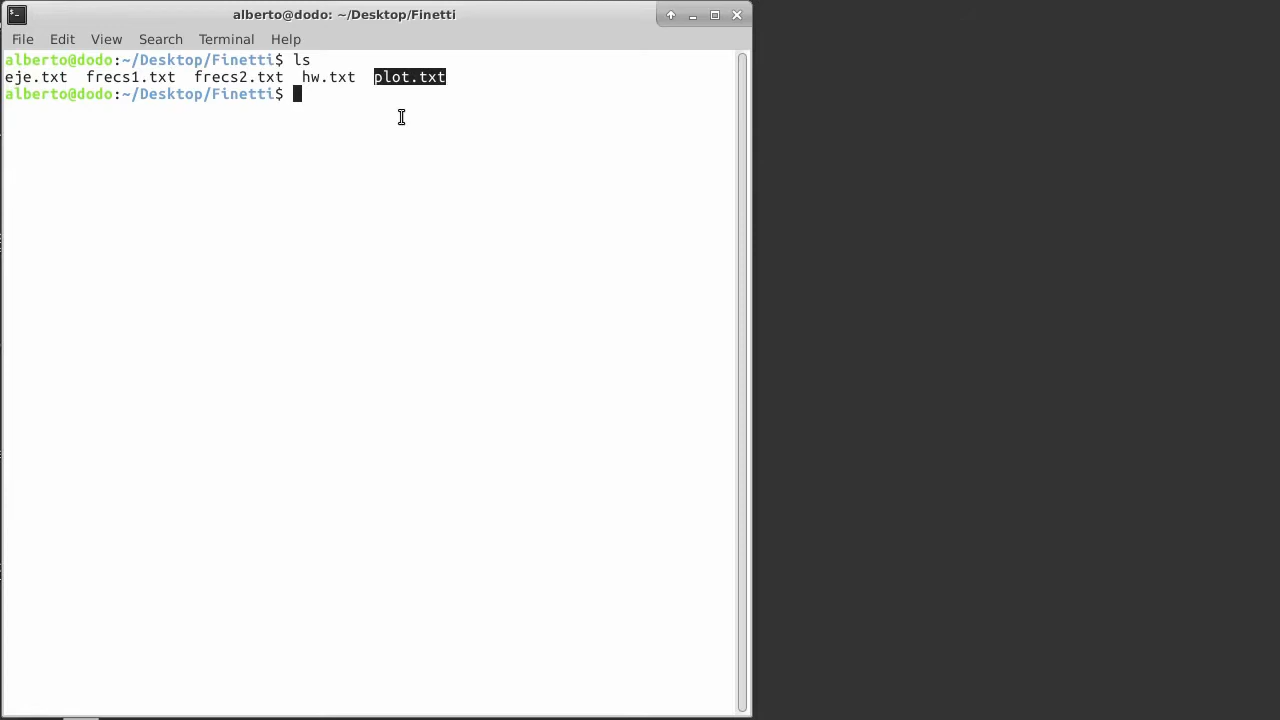 alberto@dodo: ~/Desktop/Finetti
File Edit View Search Terminal Help
alberto@dodo:~/Desktop/Finetti$ ls
eje.txt frecs1.txt frecs2.txt hw.txt plot.txt
alberto@dodo:~/Desktop/Finetti$